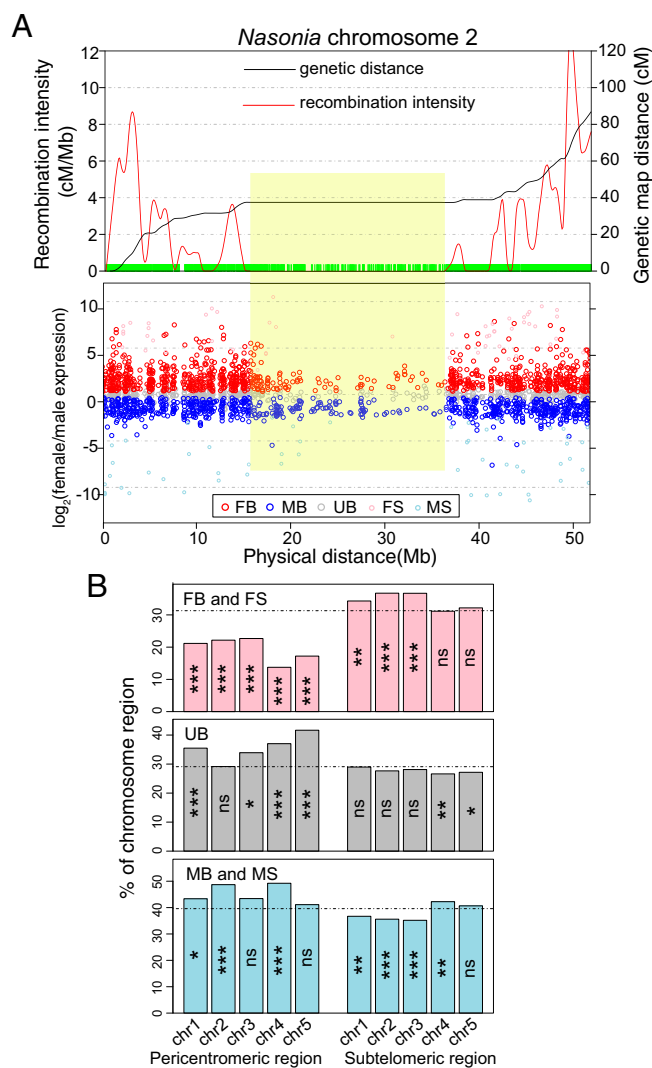 A
Nasonia chromosome 2
Recombination intensity
(cM/Mb)
12
10
8
6
4
2
0
genetic distance
recombination intensity
120
100
80
60
40
20
0
Genetic map distance (cM)
log2(female/male expression)
10
5
0
-5
-10
FB MB UB FS MS
0 10 20 30 40 50
Physical distance(Mb)
B
% of chromosome region
FB and FS
30
20
10
0
*** *** *** *** ***
** *** *** ns ns
UB
40
30
20
10
0
*** ns * *** ***
ns ns ns ** *
MB and MS
50
40
30
20
10
0
* *** ns *** ns
** *** *** ** ns
chr1 chr2 chr3 chr4 chr5 chr1 chr2 chr3 chr4 chr5
Pericentromeric region Subtelomeric region